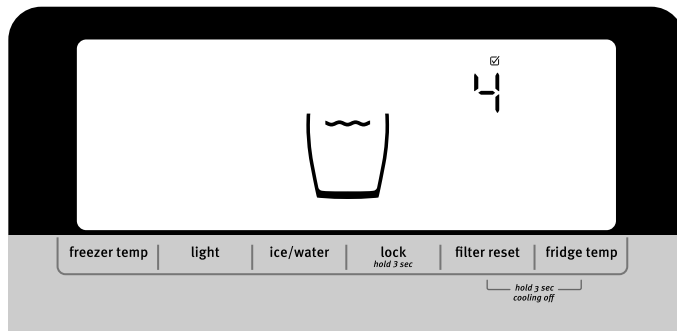 4
freezer temp
light
ice/water
lock
hold 3 sec
filter reset
fridge temp
hold 3 sec
cooling off